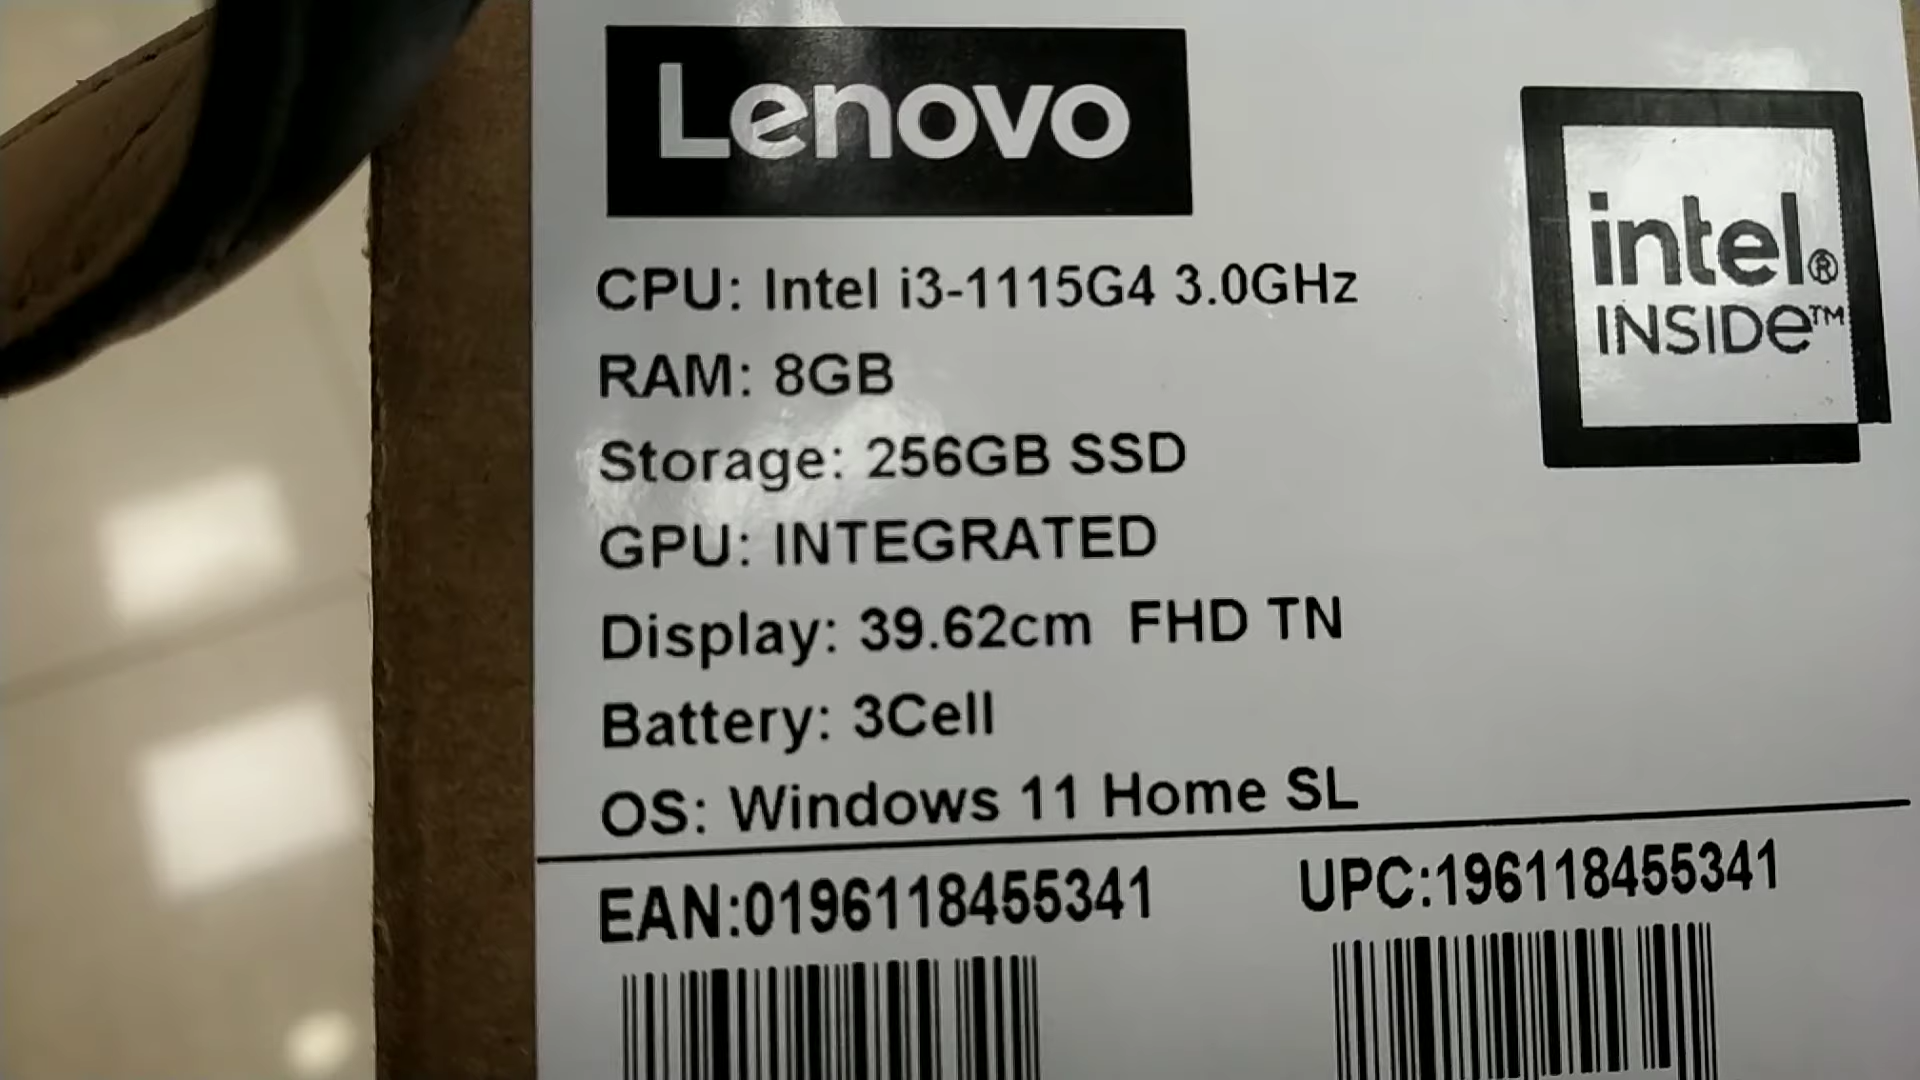 Lenovo
intel®
INSIDE™
CPU: Intel i3-1115G4 3.0GHz
RAM: 8GB
Storage: 256GB SSD
GPU: INTEGRATED
Display: 39.62cm FHD TN
Battery: 3Cell
OS: Windows 11 Home SL
EAN:0196118455341
UPC:196118455341